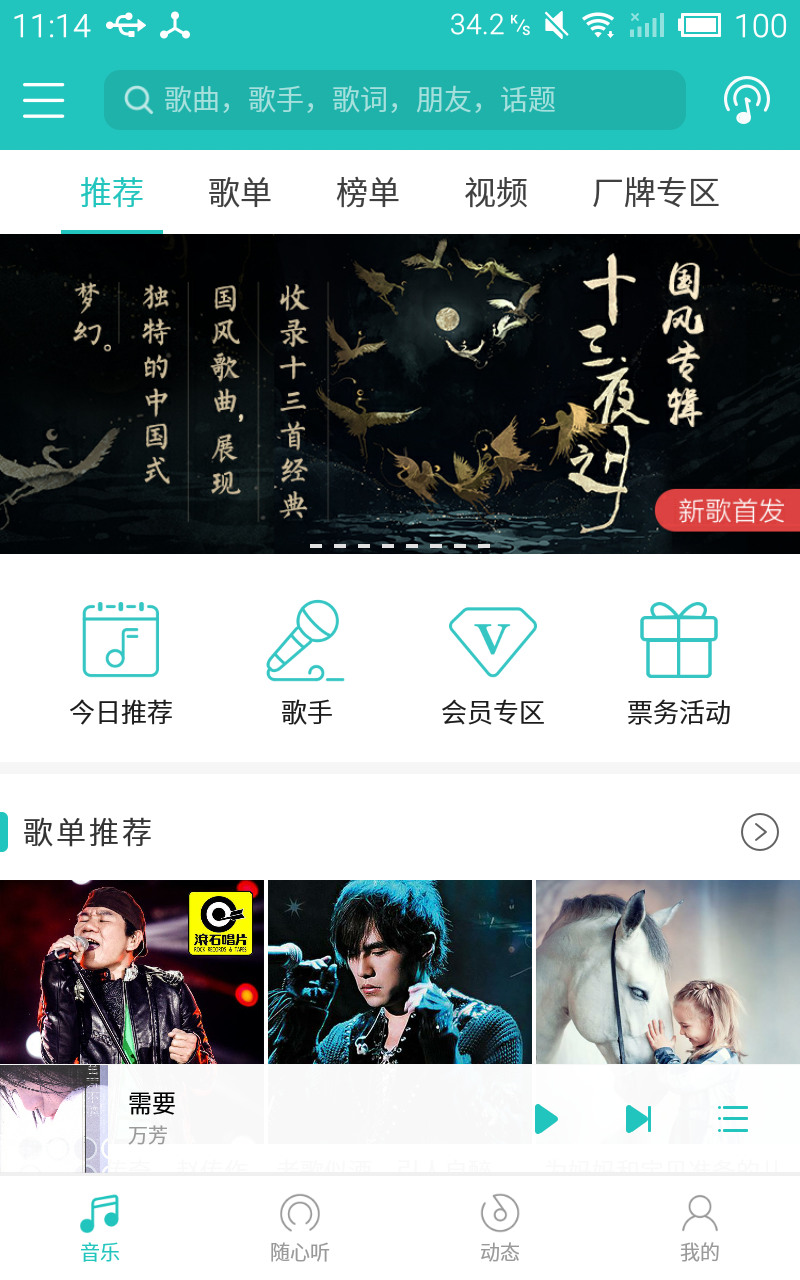 11:14
34.2 K/s
100
歌曲，歌手，歌词，朋友，话题
推荐 歌单 榜单 视频 厂牌专区
国风专辑
十三夜·月
收录十三首经典
国风歌曲，展现
独特的中国式
梦幻。
新歌首发
今日推荐 歌手 会员专区 票务活动
歌单推荐
滚石唱片
ROCK RECORDS & TAPES
需要
万芳
音乐 随心听 动态 我的